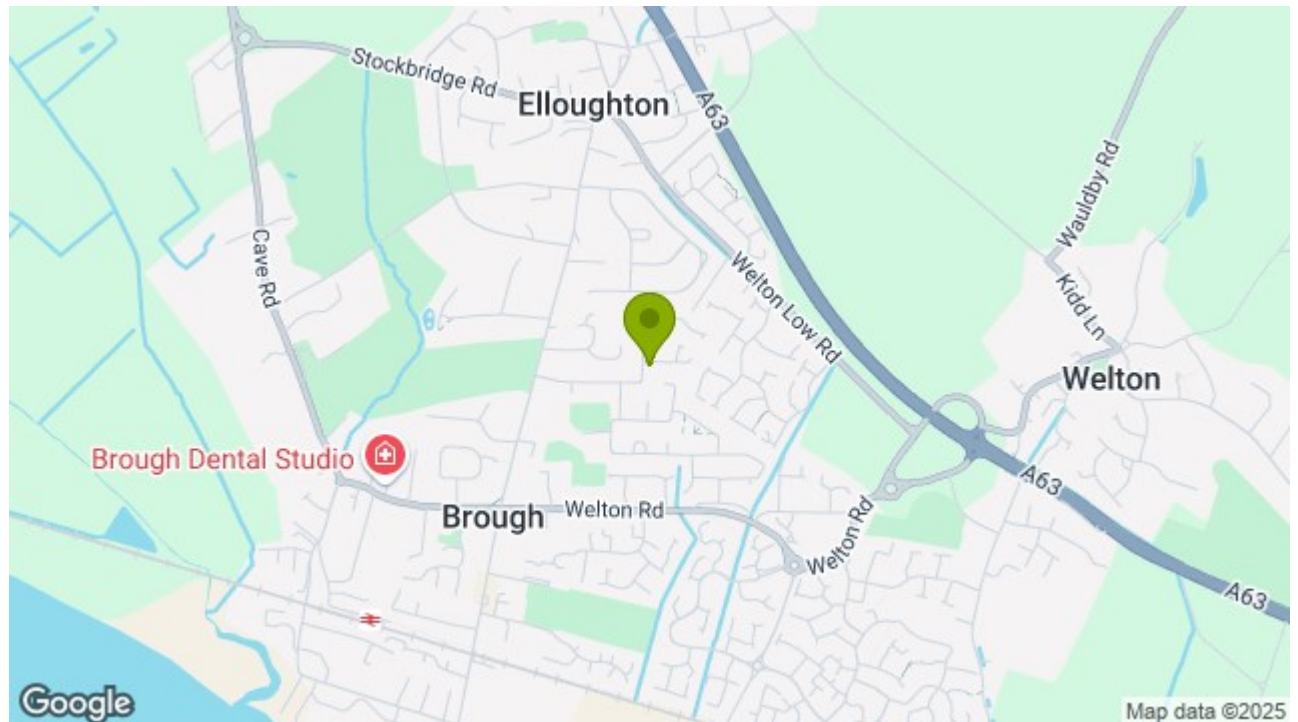 Stockbridge Rd
Elloughton
A63
Wauldby Rd
Cave Rd
Welton Low Rd
Kidd Ln
Welton
Brough Dental Studio
A63
Brough
Welton Rd
Welton Rd
A63
Google
Map data ©2025